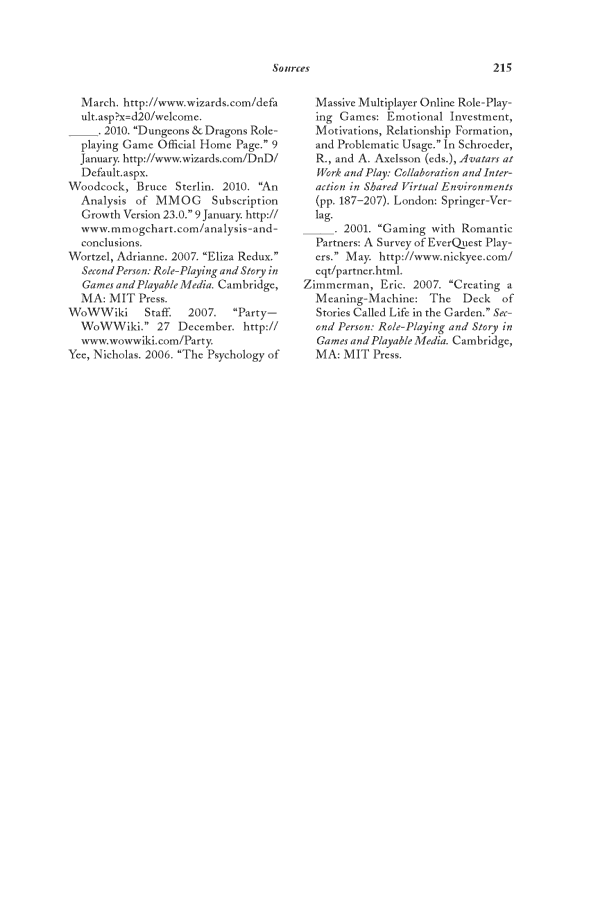 Sources 215
March. http://www.wizards.com/defa
ult.asp?x=d20/welcome.
_____. 2010. “Dungeons & Dragons Role-
playing Game Official Home Page.” 9
January. http://www.wizards.com/DnD/
Default.aspx.
Woodcock, Bruce Sterlin. 2010. “An
Analysis of MMOG Subscription
Growth Version 23.0.” 9 January. http://
www.mmogchart.com/analysis-and-
conclusions.
Wortzel, Adrianne. 2007. “Eliza Redux.”
Second Person: Role-Playing and Story in
Games and Playable Media. Cambridge,
MA: MIT Press.
WoWWiki Staff. 2007. “Party—
WoWWiki.” 27 December. http://
www.wowwiki.com/Party.
Yee, Nicholas. 2006. “The Psychology of
Massive Multiplayer Online Role-Play-
ing Games: Emotional Investment,
Motivations, Relationship Formation,
and Problematic Usage.” In Schroeder,
R., and A. Axelsson (eds.), Avatars at
Work and Play: Collaboration and Inter-
action in Shared Virtual Environments
(pp. 187–207). London: Springer-Ver-
lag.
_____. 2001. “Gaming with Romantic
Partners: A Survey of EverQuest Play-
ers.” May. http://www.nickyee.com/
eqt/partner.html.
Zimmerman, Eric. 2007. “Creating a
Meaning-Machine: The Deck of
Stories Called Life in the Garden.” Sec-
ond Person: Role-Playing and Story in
Games and Playable Media. Cambridge,
MA: MIT Press.